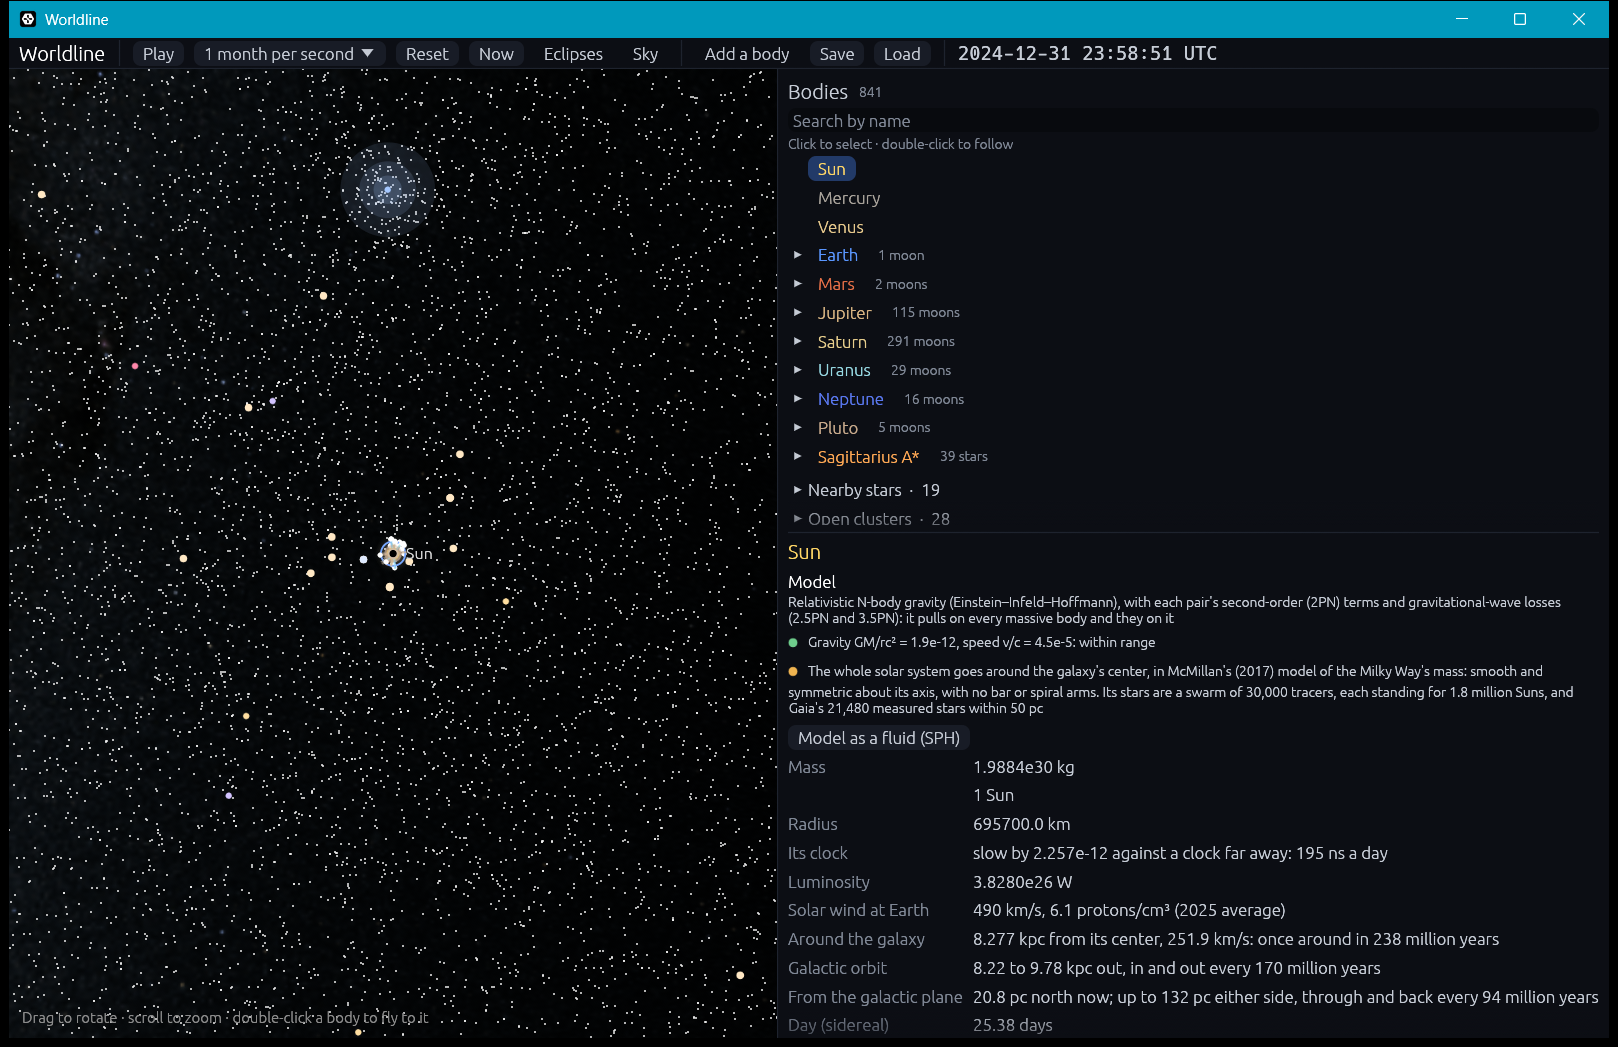 Worldline
Worldline Play 1 month per second Reset Now Eclipses Sky Add a body Save Load 2024-12-31 23:58:51 UTC
Sun
Drag to rotate · scroll to zoom · double-click a body to fly to it
Bodies 841
Search by name
Click to select · double-click to follow
Sun
Mercury
Venus
Earth 1 moon
Mars 2 moons
Jupiter 115 moons
Saturn 291 moons
Uranus 29 moons
Neptune 16 moons
Pluto 5 moons
Sagittarius A* 39 stars
Nearby stars · 19
Open clusters · 28
Sun
Model
Relativistic N-body gravity (Einstein–Infeld–Hoffmann), with each pair's second-order (2PN) terms and gravitational-wave losses
(2.5PN and 3.5PN): it pulls on every massive body and they on it
Gravity GM/rc² = 1.9e-12, speed v/c = 4.5e-5: within range
The whole solar system goes around the galaxy's center, in McMillan's (2017) model of the Milky Way's mass: smooth and
symmetric about its axis, with no bar or spiral arms. Its stars are a swarm of 30,000 tracers, each standing for 1.8 million Suns, and
Gaia's 21,480 measured stars within 50 pc
Model as a fluid (SPH)
Mass 1.9884e30 kg
1 Sun
Radius 695700.0 km
Its clock slow by 2.257e-12 against a clock far away: 195 ns a day
Luminosity 3.8280e26 W
Solar wind at Earth 490 km/s, 6.1 protons/cm³ (2025 average)
Around the galaxy 8.277 kpc from its center, 251.9 km/s: once around in 238 million years
Galactic orbit 8.22 to 9.78 kpc out, in and out every 170 million years
From the galactic plane 20.8 pc north now; up to 132 pc either side, through and back every 94 million years
Day (sidereal) 25.38 days